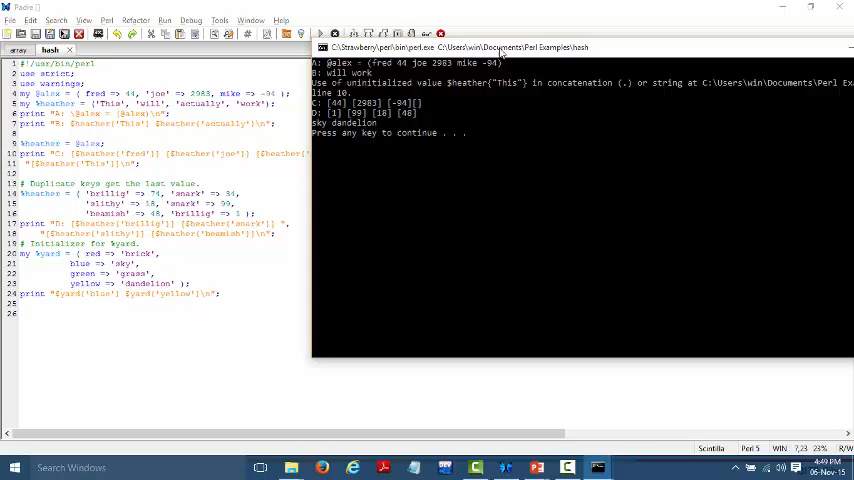 Padre []
File Edit Search View Perl Refactor Run Debug Tools Window Help
array hash
1 #!/usr/bin/perl
2 use strict;
3 use warnings;
4 my @alex = ( fred => 44, 'joe' => 2983, mike => -94 );
5 my %heather = ('This', 'will', 'actually', 'work');
6 print "A: \@alex = (@alex)\n";
7 print "B: $heather{'This'} $heather{'actually'}\n";
8
9 %heather = @alex;
10 print "C: [$heather{'fred'}] [$heather{'joe'}] [$heather{
11 "[$heather{'This'}]\n";
12
13 # Duplicate keys get the last value.
14 %heather = ( 'brillig' => 74, 'snark' => 34,
15 'slithy' => 18, 'snark' => 99,
16 'beamish' => 48, 'brillig' => 1 );
17 print "D: [$heather{'brillig'}] [$heather{'snark'}] ",
18 "[$heather{'slithy'}] [$heather{'beamish'}]\n";
19 # Initializer for %yard.
20 my %yard = ( red => 'brick',
21 blue => 'sky',
22 green => 'grass',
23 yellow => 'dandelion' );
24 print "$yard{'blue'} $yard{'yellow'}\n";
25
26
C:\Strawberry\perl\bin\perl.exe C:\Users\win\Documents\Perl Examples\hash
A: @alex = (fred 44 joe 2983 mike -94)
B: will work
Use of uninitialized value $heather{"This"} in concatenation (.) or string at C:\Users\win\Documents\Perl Exa
line 10.
C: [44] [2983] [-94][]
D: [1] [99] [18] [48]
sky dandelion
Press any key to continue . . .
Scintilla Perl 5 WIN 7,23 23%
Search Windows
4:49 PM
06-Nov-15